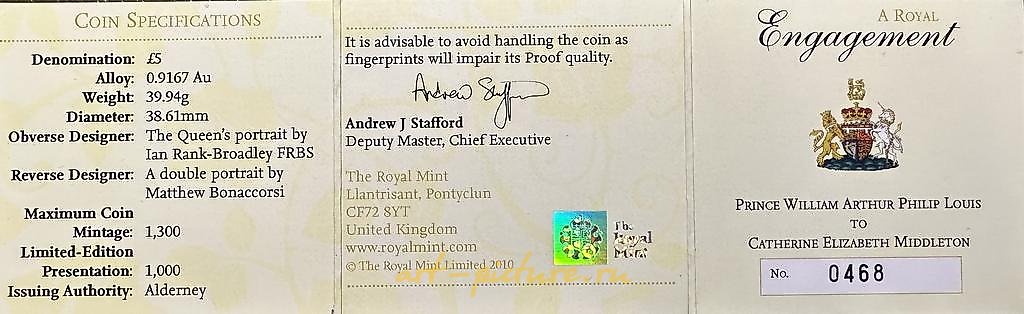 COIN SPECIFICATIONS
Denomination: £5
Alloy: 0.9167 Au
Weight: 39.94g
Diameter: 38.61mm
Obverse Designer: The Queen's portrait by
Ian Rank-Broadley FRBS
Reverse Designer: A double portrait by
Matthew Bonaccorsi
Maximum Coin
Mintage: 1,300
Limited-Edition
Presentation: 1,000
Issuing Authority: Alderney
It is advisable to avoid handling the coin as
fingerprints will impair its Proof quality.
Andrew J Stafford
Deputy Master, Chief Executive
The Royal Mint
Llantrisant, Pontyclun
CF72 8YT
United Kingdom
www.royalmint.com
© The Royal Mint Limited 2010
The
Royal
Mint
art-picture.ru
A ROYAL
Engagement
PRINCE WILLIAM ARTHUR PHILIP LOUIS
TO
CATHERINE ELIZABETH MIDDLETON
No. 0468